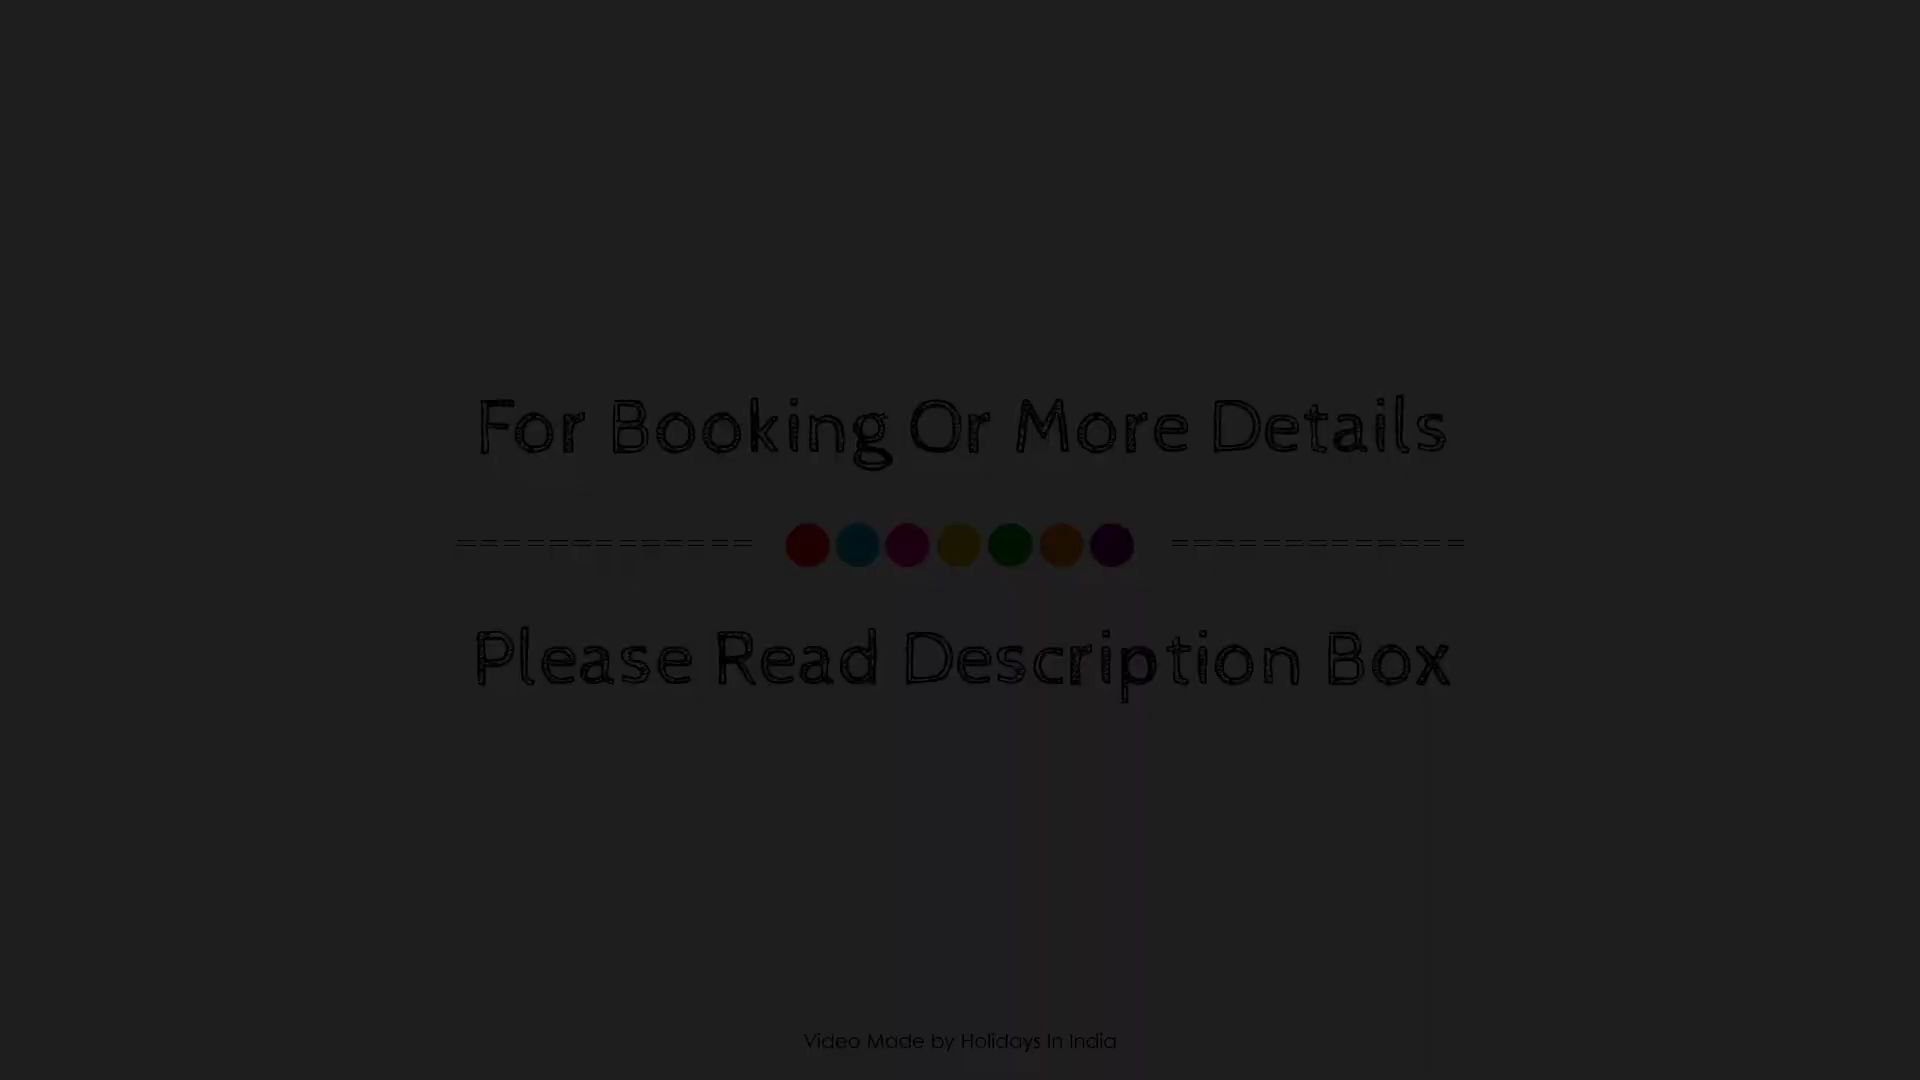 For Booking Or More Details
============= =============
Please Read Description Box
Video Made by Holidays In India